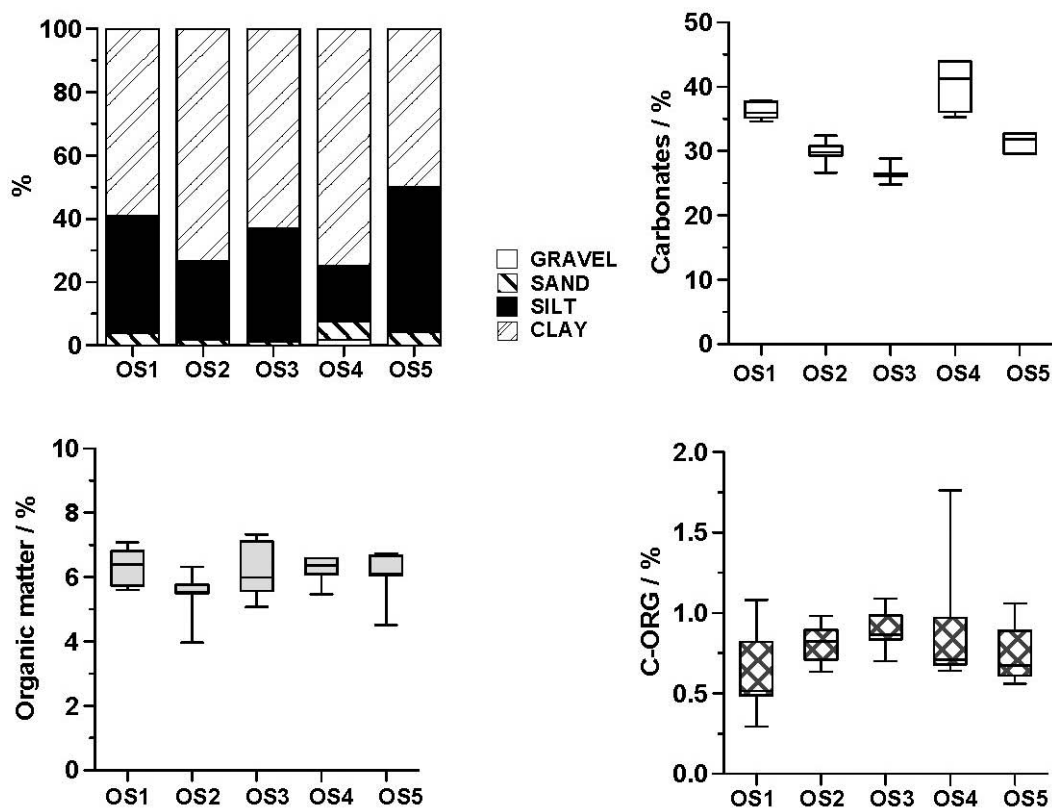 100
80
60
40
20
0
%
OS1 OS2 OS3 OS4 OS5
GRAVEL
SAND
SILT
CLAY
50
40
30
20
10
0
Carbonates / %
OS1 OS2 OS3 OS4 OS5
10
8
6
4
2
0
Organic matter / %
OS1 OS2 OS3 OS4 OS5
2.0
1.5
1.0
0.5
0.0
C-ORG / %
OS1 OS2 OS3 OS4 OS5